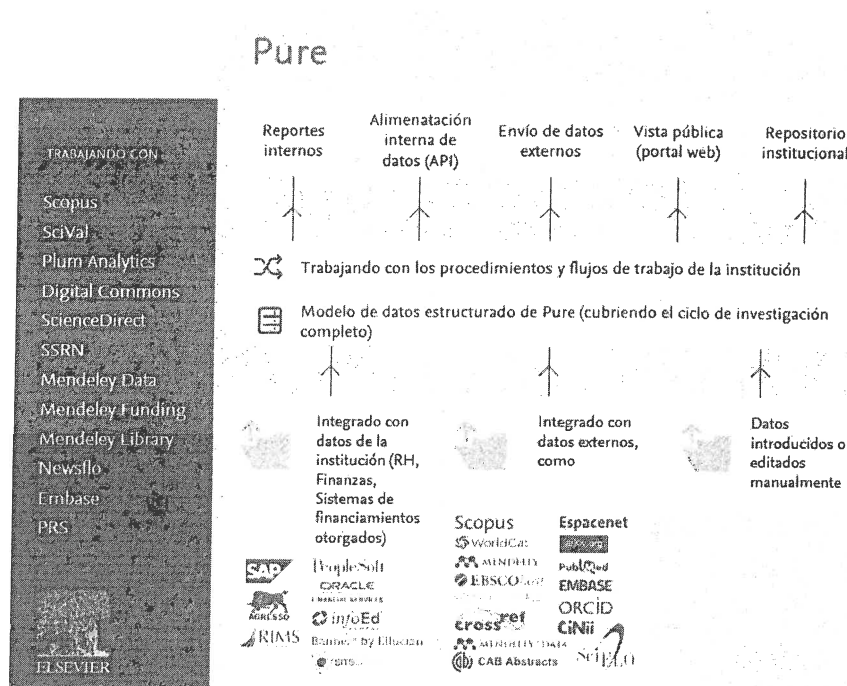 Pure
TRABAJANDO CON
Scopus
SciVal
Plum Analytics
Digital Commons
ScienceDirect
SSRN
Mendeley Data
Mendeley Funding
Mendeley Library
Newsflo
Embase
PRS
ELSEVIER
Reportes
internos
Alimenatación
interna de
datos (API)
Envío de datos
externos
Vista pública
(portal web)
Repositorio
institucional
Trabajando con los procedimientos y flujos de trabajo de la institución
Modelo de datos estructurado de Pure (cubriendo el ciclo de investigación
completo)
Integrado con
datos de la
institución (RH,
Finanzas,
Sistemas de
financiamientos
otorgados)
Integrado con
datos externos,
como
Datos
introducidos o
editados
manualmente
SAP
AGRESSO
RIMS
PeopleSoft
ORACLE
FINANCIAL SERVICES
infoEd
Banner by Ellucian
Scopus
WorldCat
MENDELEY
EBSCO
crossref
MENDELEY DATA
CAB Abstracts
Espacenet
PubMed
EMBASE
ORCID
CiNii
SciELO